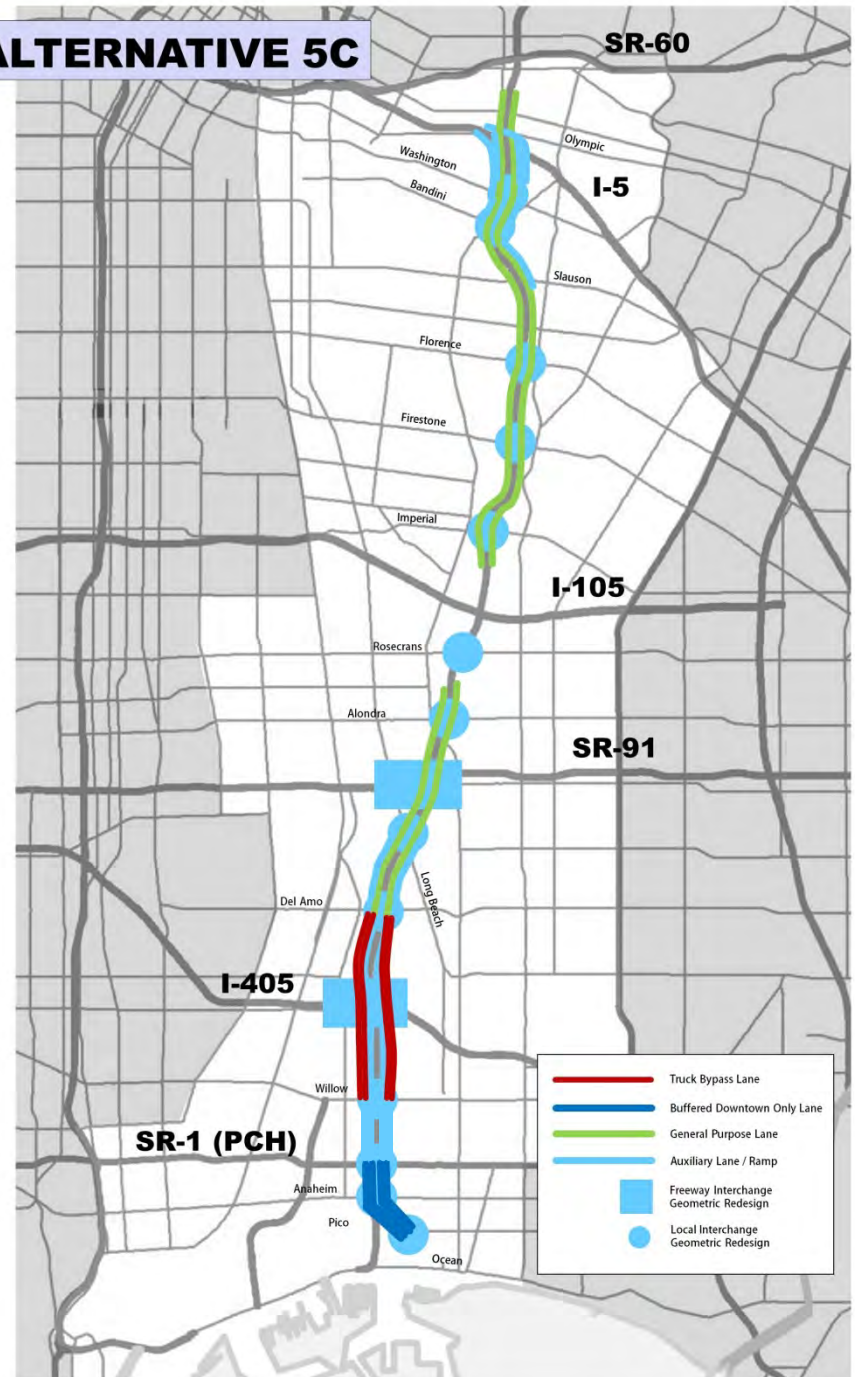 ALTERNATIVE 5C
SR-60
Olympic
Washington
I-5
Bandini
Slauson
Florence
Firestone
Imperial
I-105
Rosecrans
Alondra
SR-91
Long Beach
Del Amo
I-405
Willow
SR-1 (PCH)
Anaheim
Pico
Ocean
Truck Bypass Lane
Buffered Downtown Only Lane
General Purpose Lane
Auxiliary Lane / Ramp
Freeway Interchange
Geometric Redesign
Local Interchange
Geometric Redesign